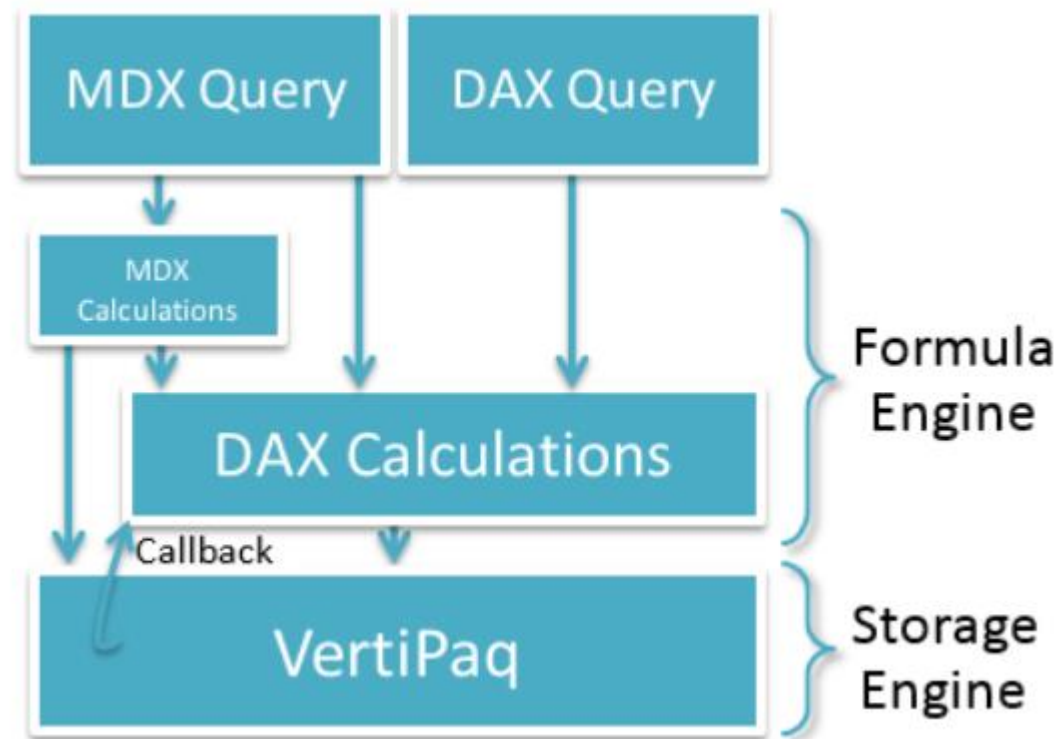 MDX Query
DAX Query
MDX
Calculations
Formula
Engine
DAX Calculations
Callback
VertiPaq
Storage
Engine